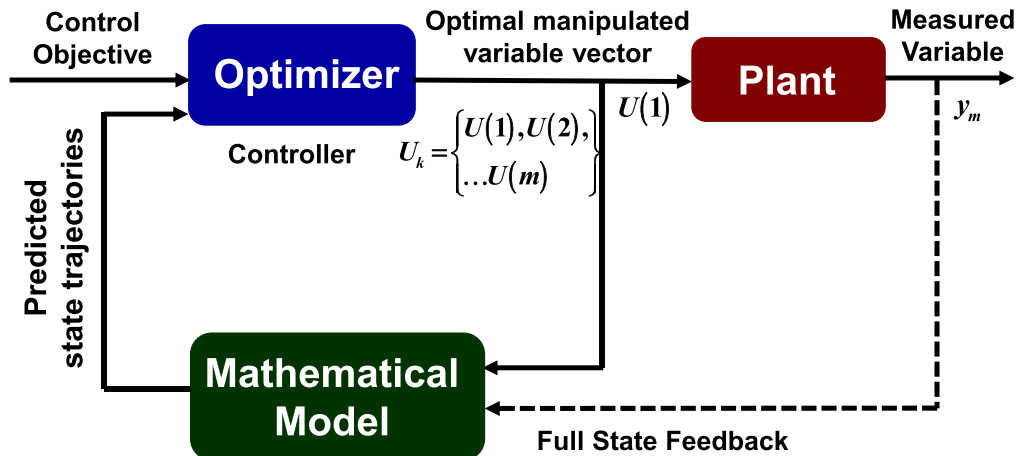 Control
Objective
Optimizer
Controller
Optimal manipulated
variable vector
U_k = {U(1), U(2),
...U(m)}
U(1)
Plant
Measured
Variable
y_m
Predicted
state trajectories
Mathematical
Model
Full State Feedback